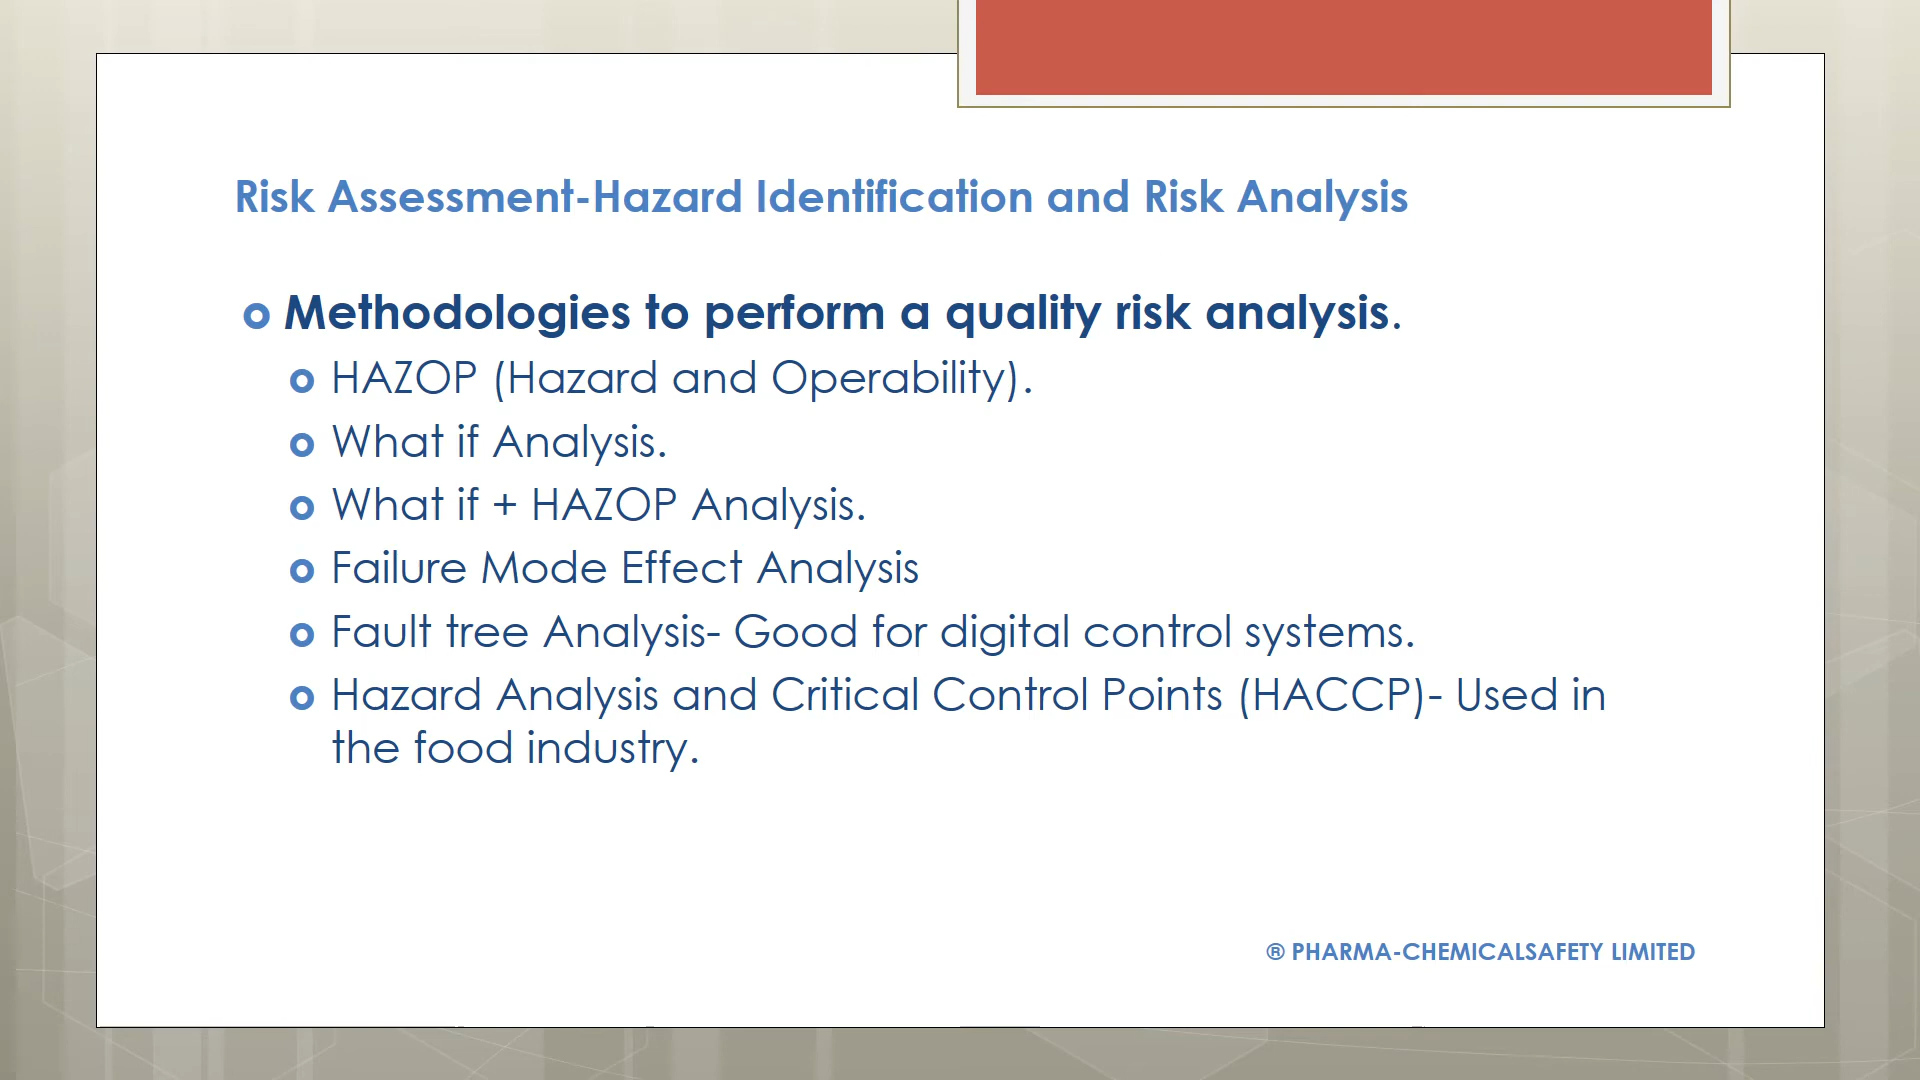 Risk Assessment-Hazard Identification and Risk Analysis
Methodologies to perform a quality risk analysis.
HAZOP (Hazard and Operability).
What if Analysis.
What if + HAZOP Analysis.
Failure Mode Effect Analysis
Fault tree Analysis- Good for digital control systems.
Hazard Analysis and Critical Control Points (HACCP)- Used in
the food industry.
® PHARMA-CHEMICALSAFETY LIMITED